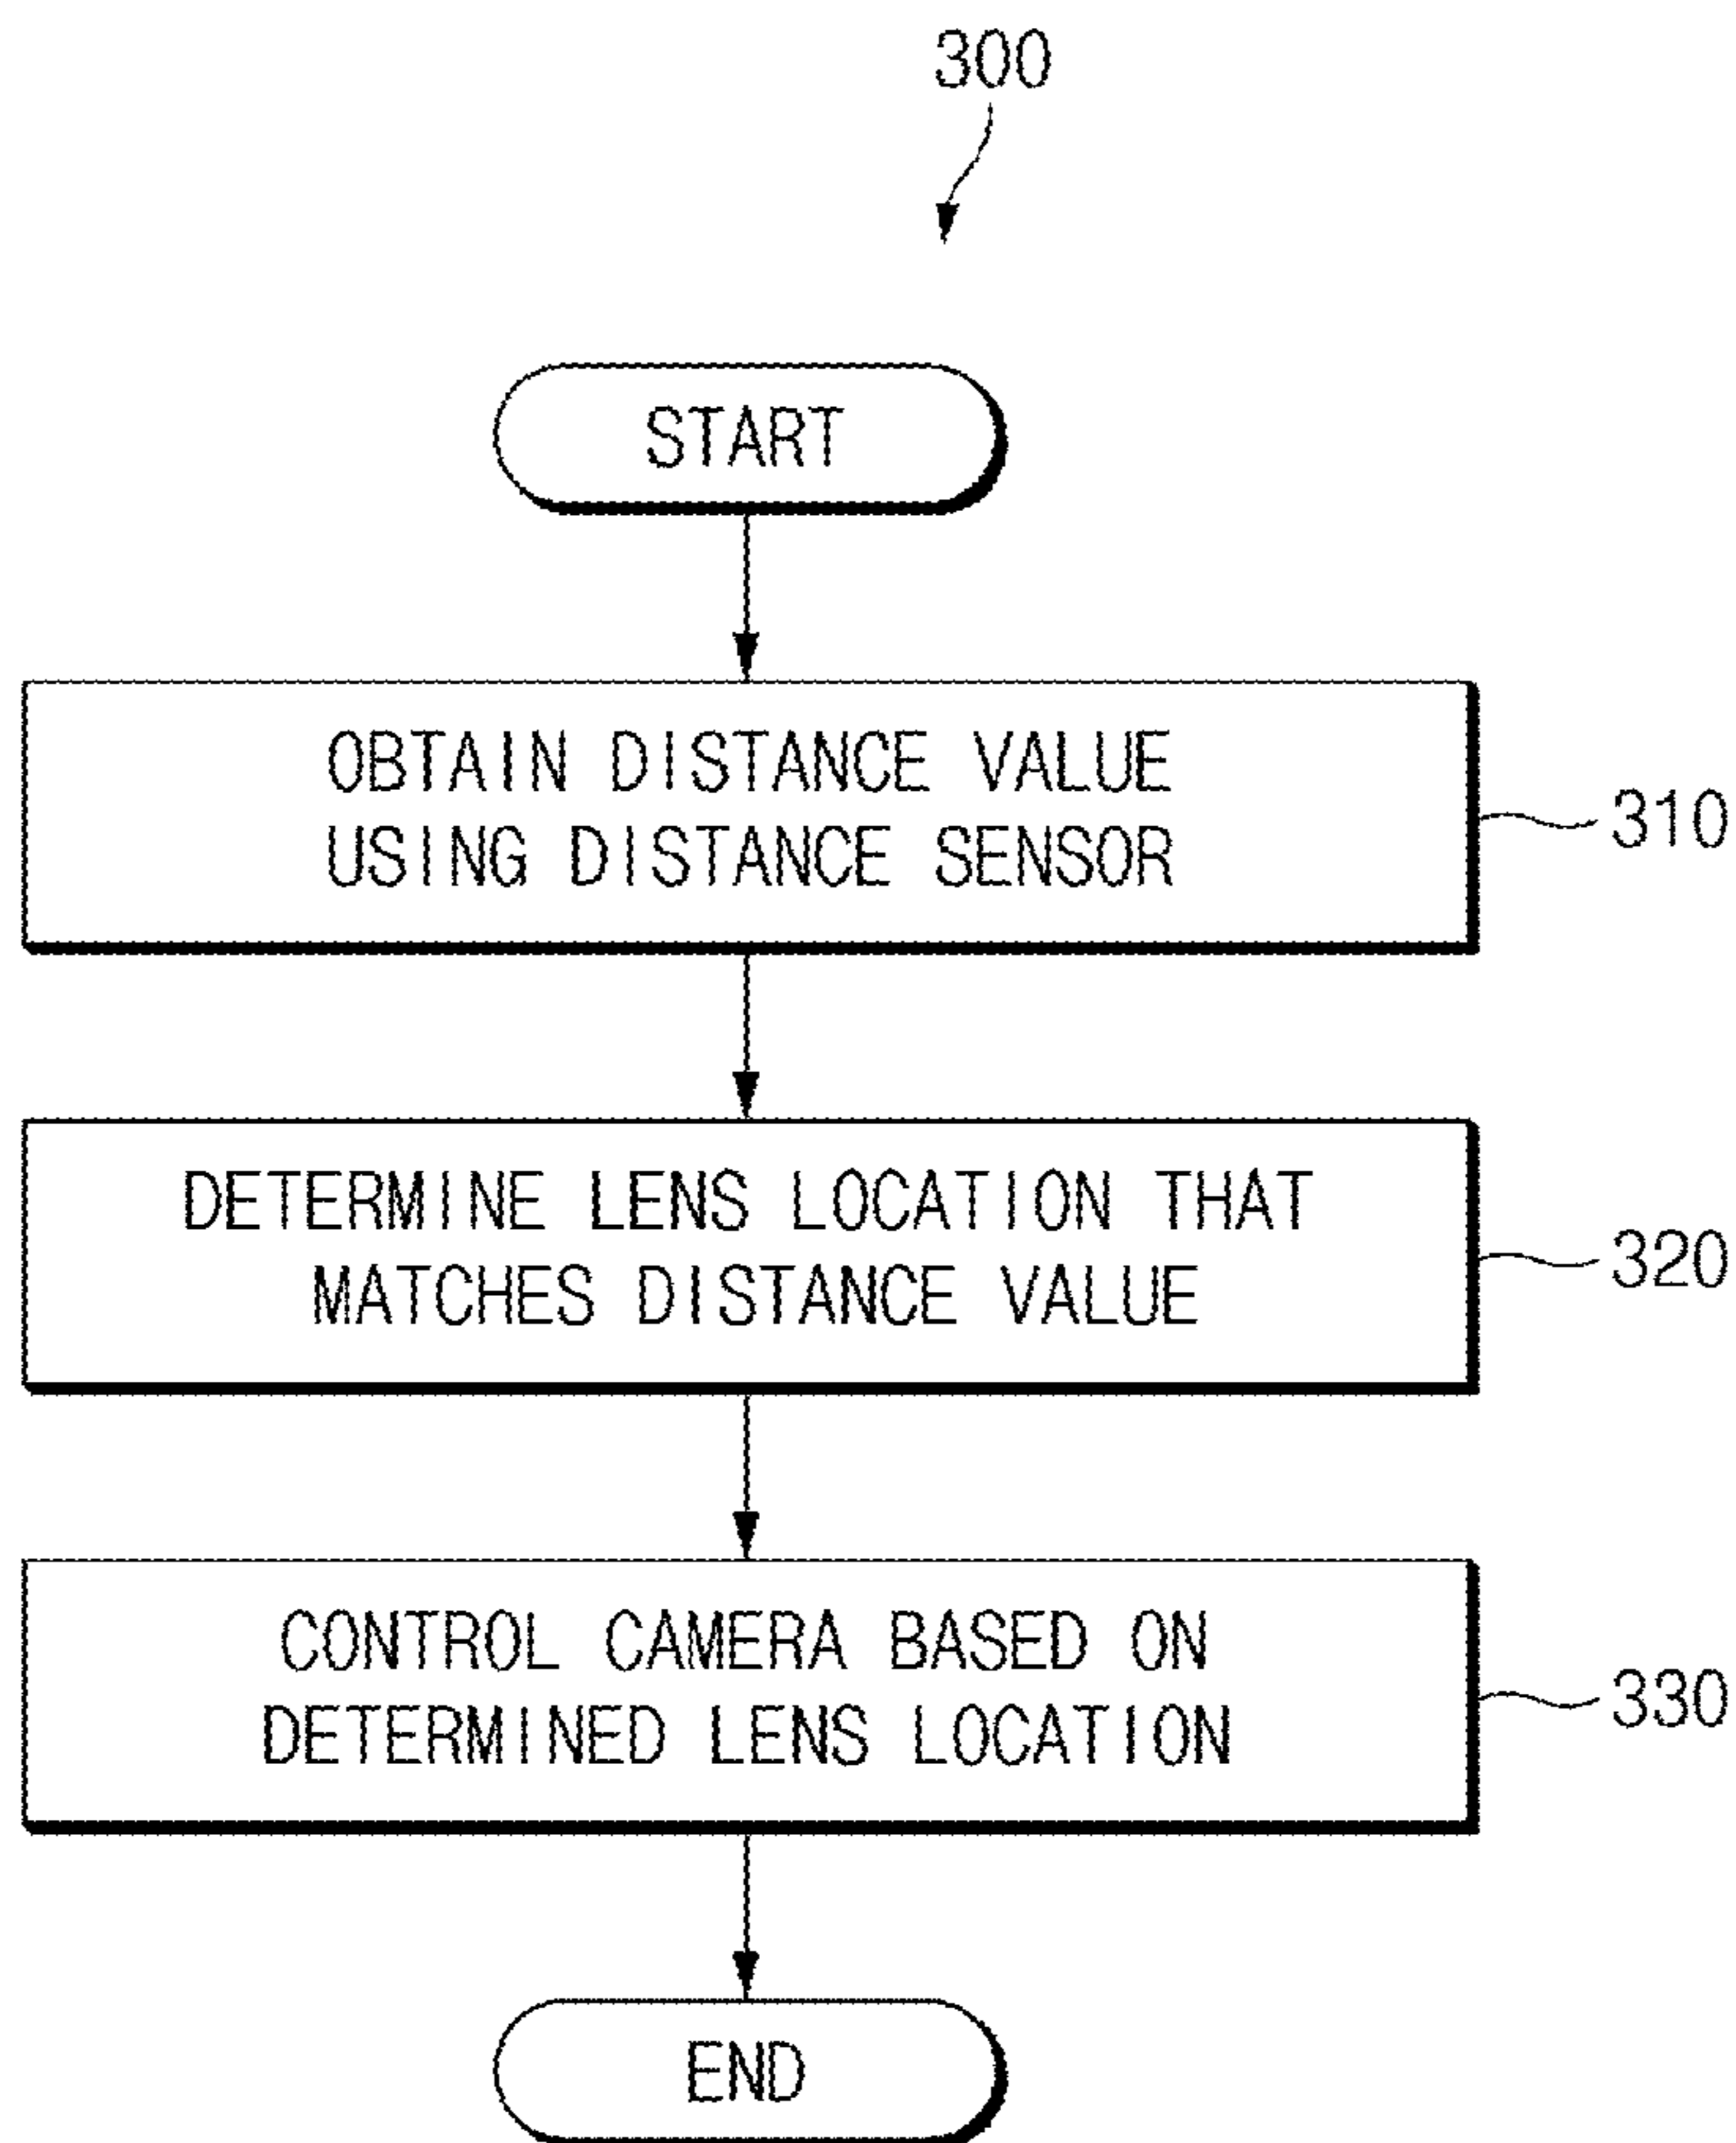 300
START
OBTAIN DISTANCE VALUE
USING DISTANCE SENSOR
310
DETERMINE LENS LOCATION THAT
MATCHES DISTANCE VALUE
320
CONTROL CAMERA BASED ON
DETERMINED LENS LOCATION
330
END